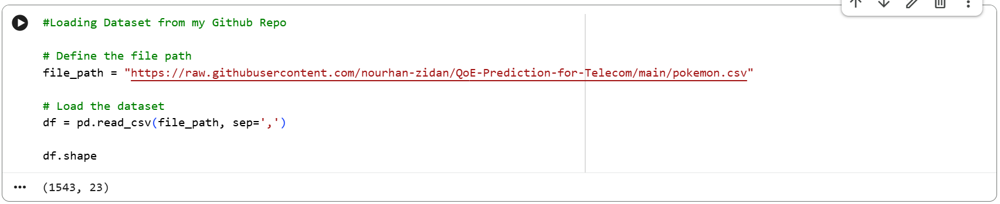 #Loading Dataset from my Github Repo
# Define the file path
file_path = "https://raw.githubusercontent.com/nourhan-zidan/QoE-Prediction-for-Telecom/main/pokemon.csv"
# Load the dataset
df = pd.read_csv(file_path, sep=',')
df.shape
(1543, 23)